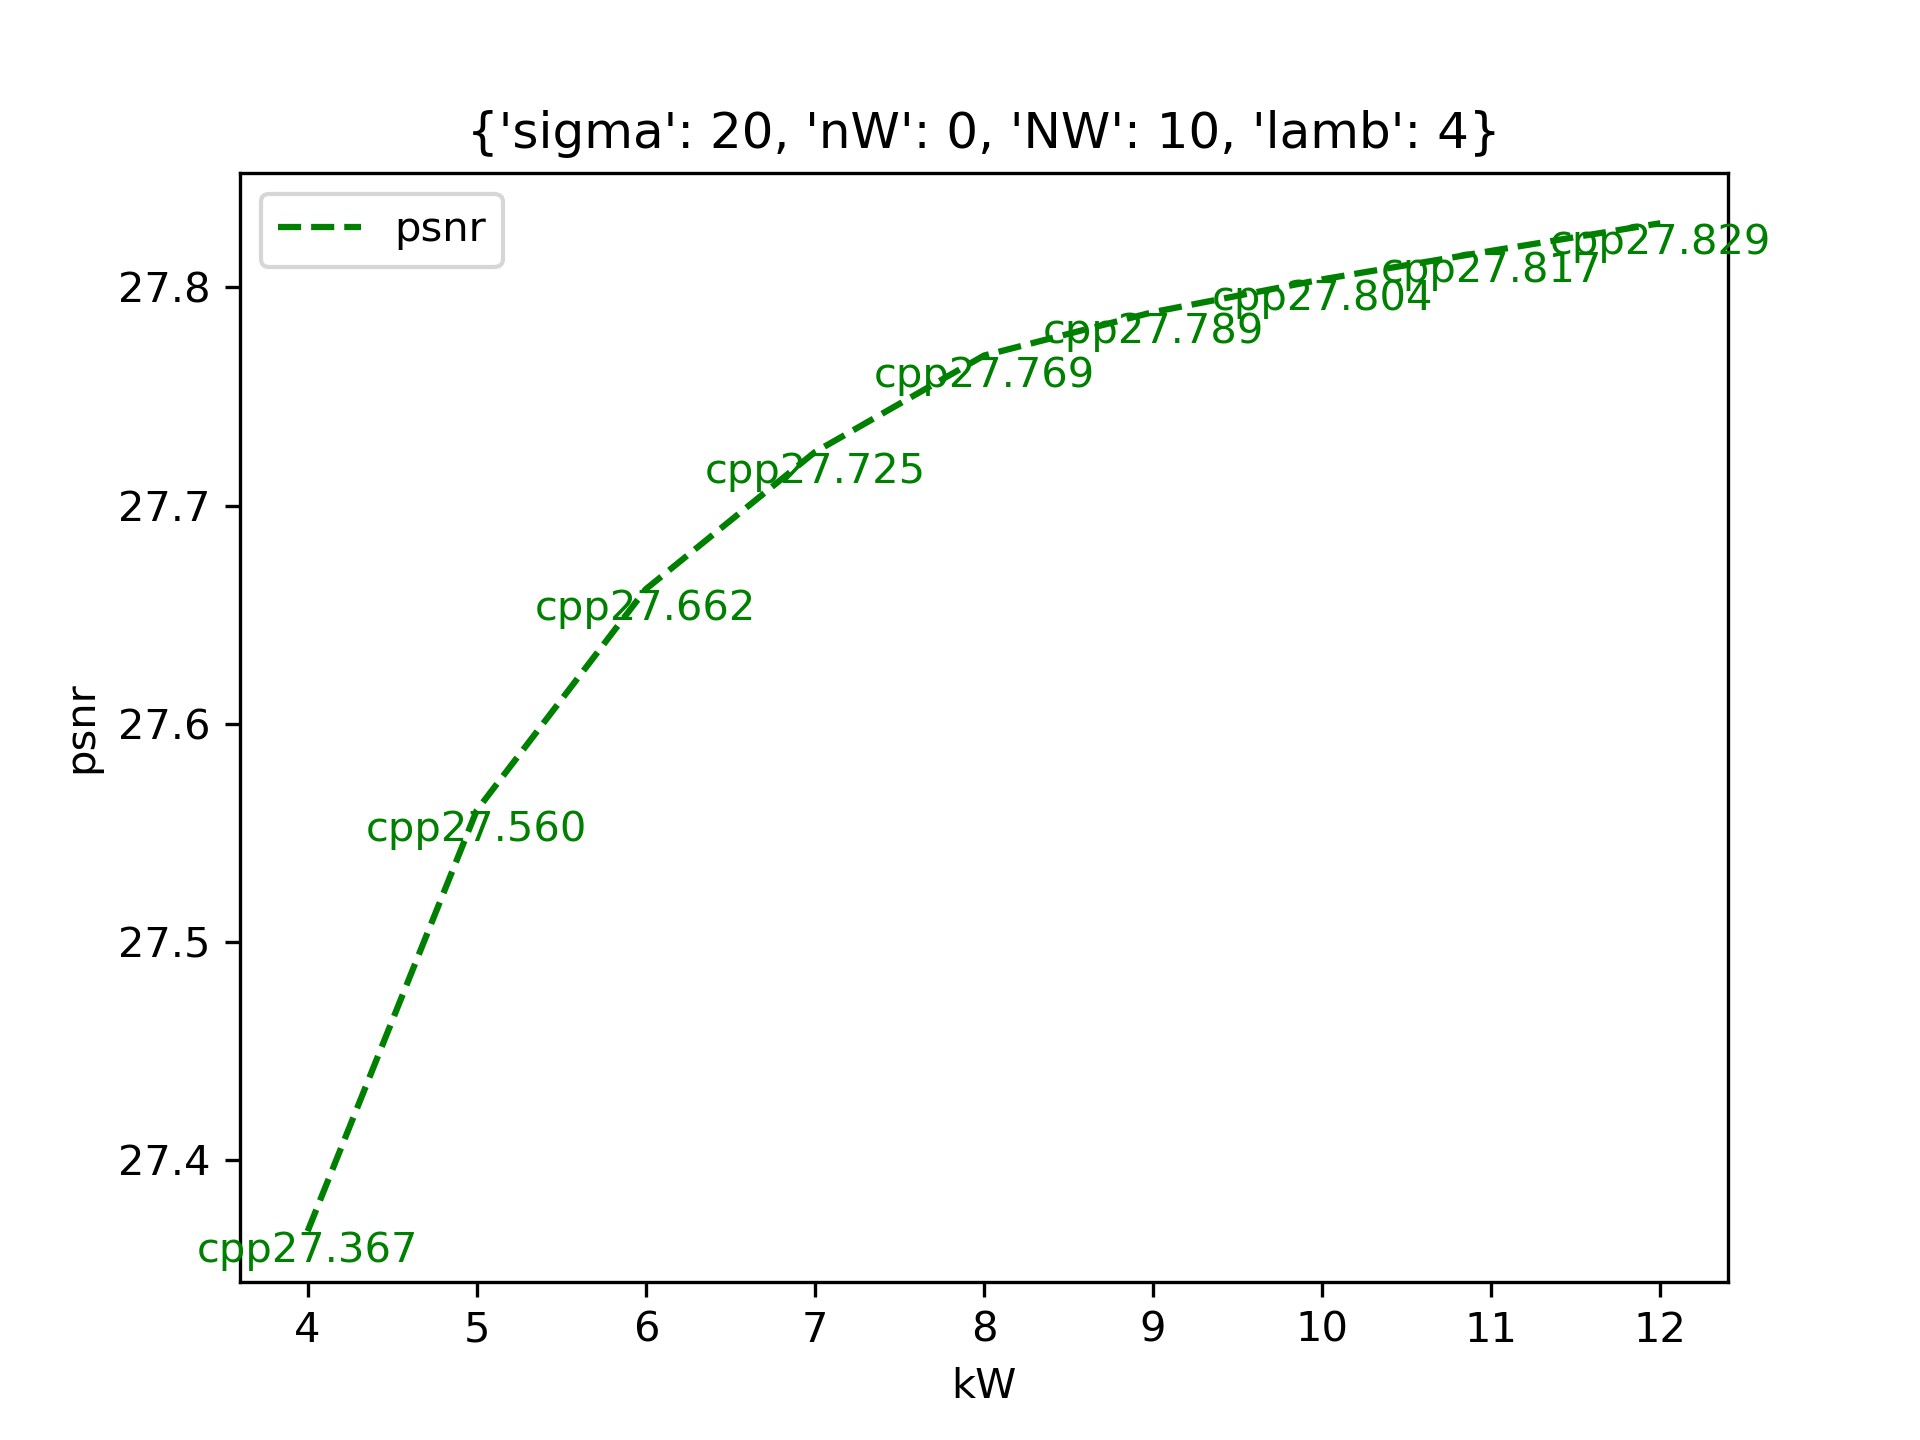 {'sigma': 20, 'nW': 0, 'NW': 10, 'lamb': 4}
psnr
cpp27.829
cpp27.817
cpp27.804
cpp27.789
cpp27.769
cpp27.725
cpp27.662
cpp27.560
cpp27.367
psnr
27.8
27.7
27.6
27.5
27.4
4 5 6 7 8 9 10 11 12
kW